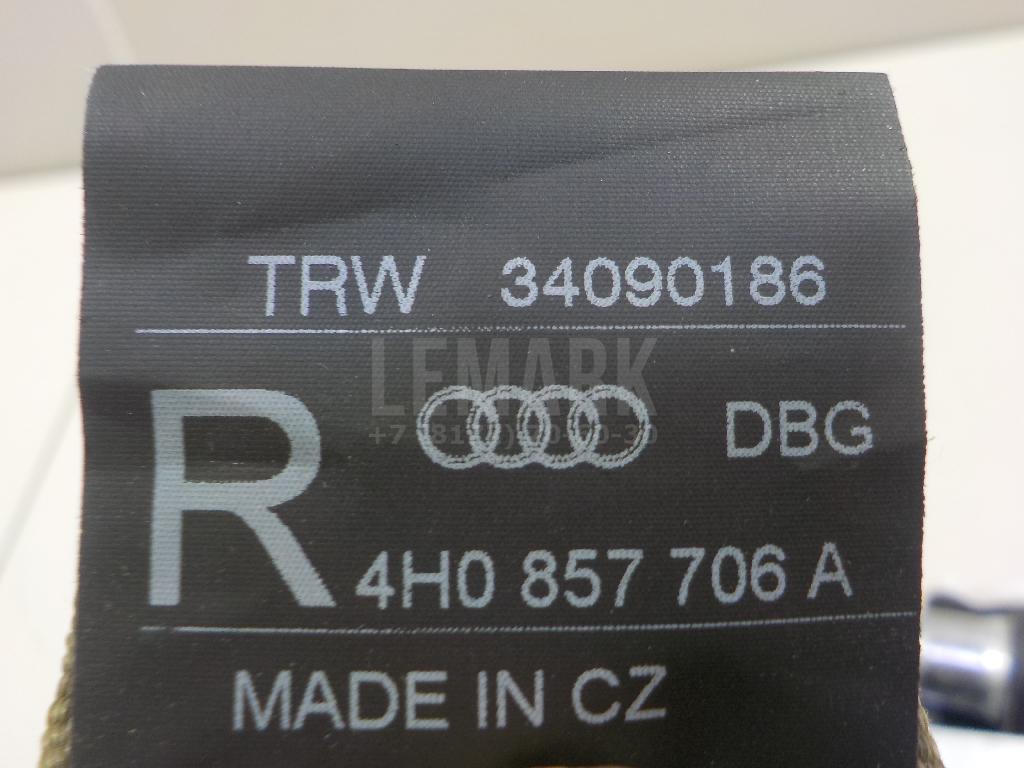 TRW 34090186
LEMARK
R DBG
4H0 857 706 A
MADE IN CZ